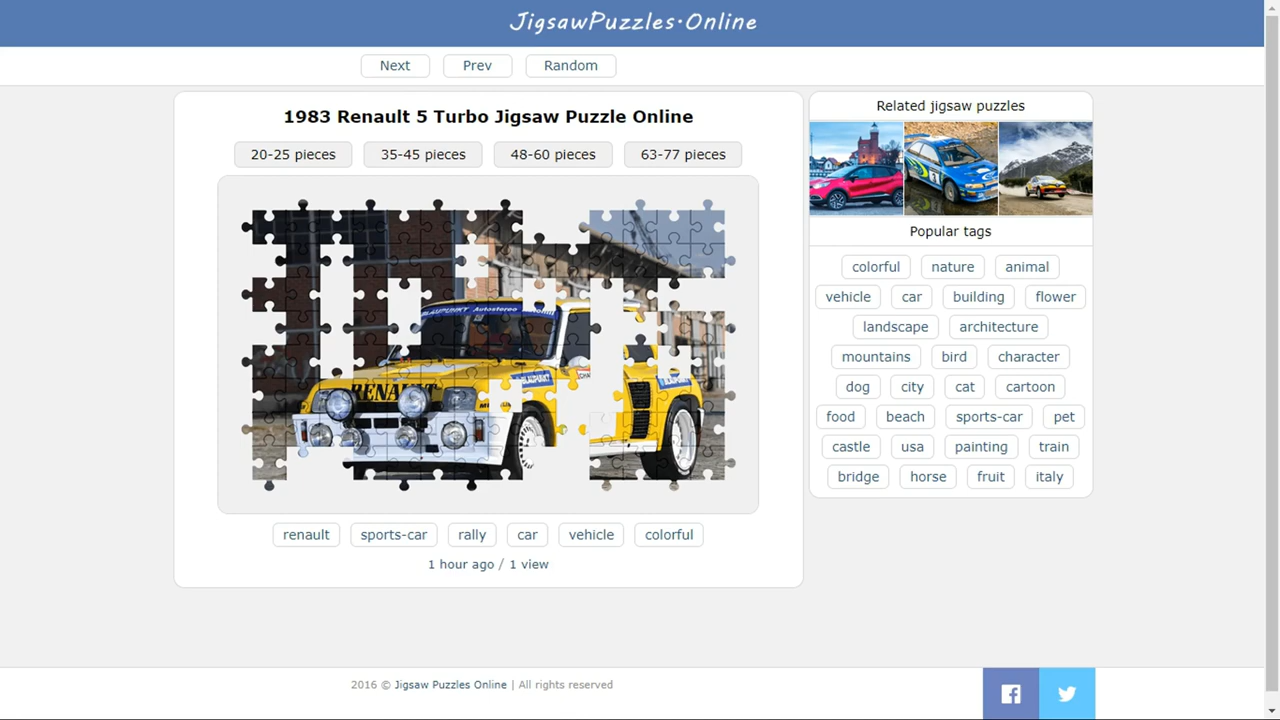 JigsawPuzzles·Online
Next Prev Random
1983 Renault 5 Turbo Jigsaw Puzzle Online
20-25 pieces 35-45 pieces 48-60 pieces 63-77 pieces
BLAUPUNKT Autostereo
RENAULT
BLAUPUNKT
renault sports-car rally car vehicle colorful
1 hour ago / 1 view
Related jigsaw puzzles
Popular tags
colorful nature animal
vehicle car building flower
landscape architecture
mountains bird character
dog city cat cartoon
food beach sports-car pet
castle usa painting train
bridge horse fruit italy
2016 © Jigsaw Puzzles Online | All rights reserved